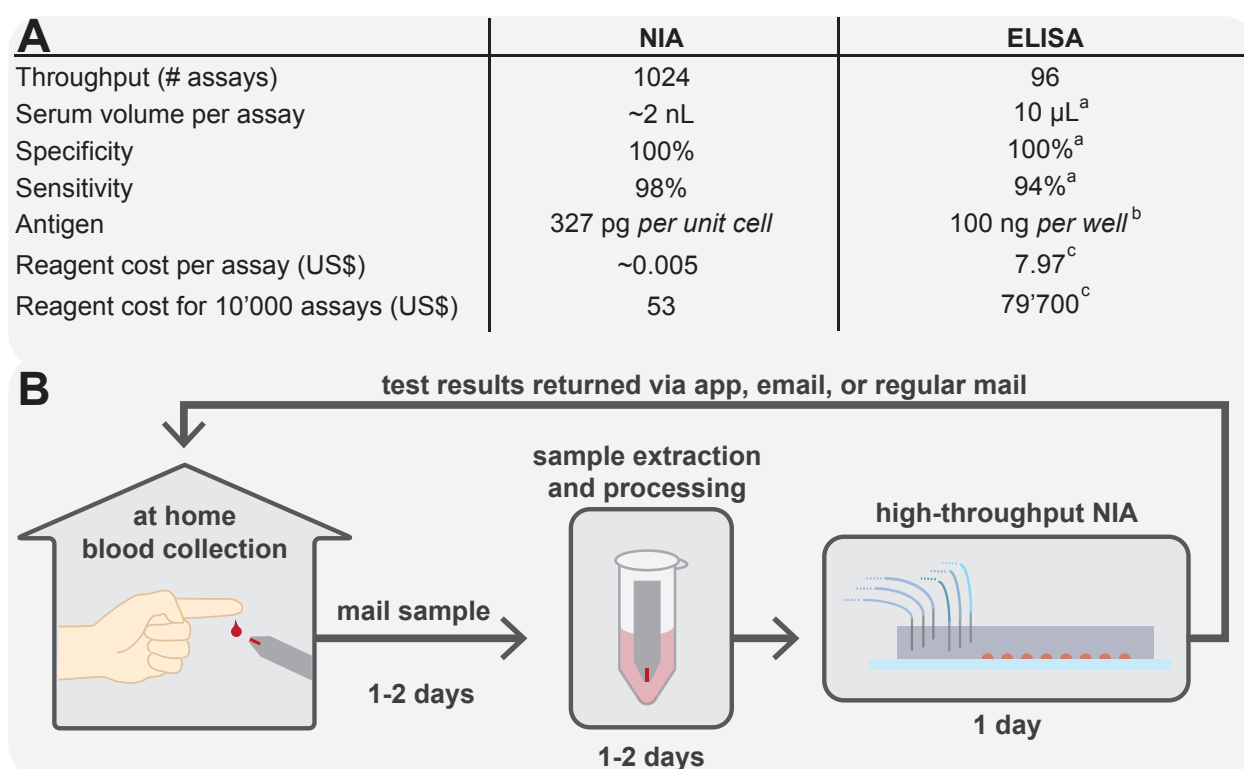 A
NIA ELISA
Throughput (# assays) 1024 96
Serum volume per assay ~2 nL 10 µLa
Specificity 100% 100%a
Sensitivity 98% 94%a
Antigen 327 pg per unit cell 100 ng per well b
Reagent cost per assay (US$) ~0.005 7.97c
Reagent cost for 10’000 assays (US$) 53 79’700c
B
test results returned via app, email, or regular mail
at home
blood collection
mail sample
1-2 days
sample extraction
and processing
1-2 days
high-throughput NIA
1 day